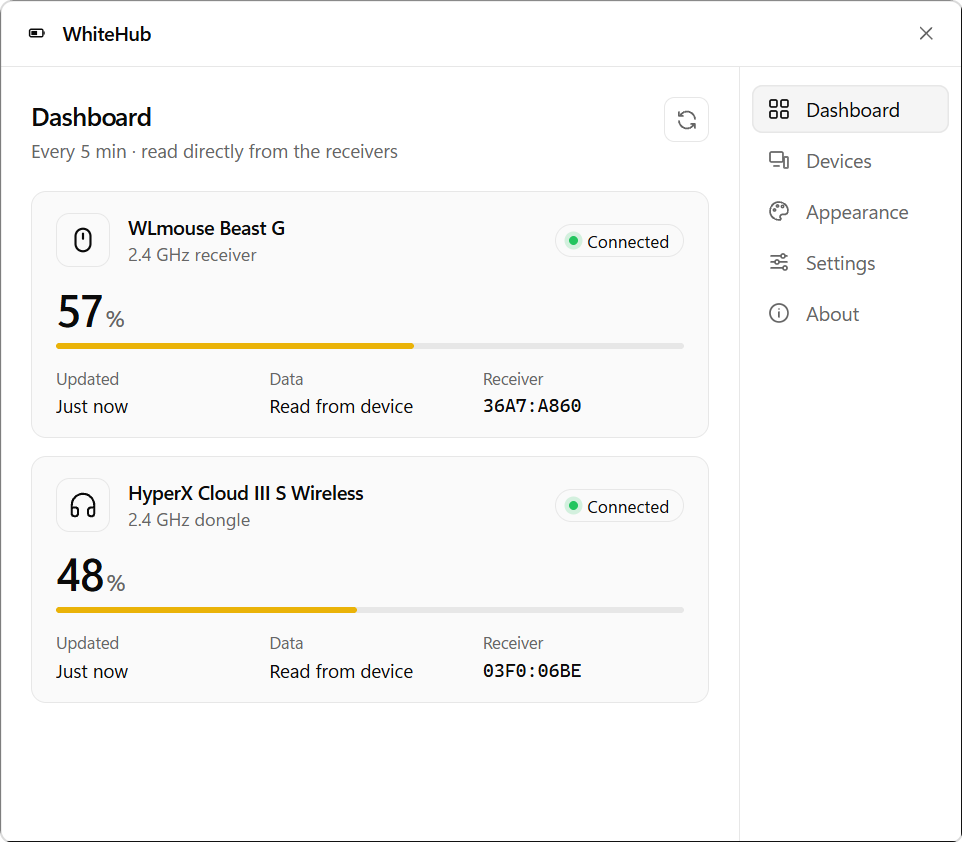 WhiteHub
Dashboard
Every 5 min · read directly from the receivers
WLmouse Beast G
2.4 GHz receiver
Connected
57%
Updated
Data
Receiver
Just now
Read from device
36A7:A860
HyperX Cloud III S Wireless
2.4 GHz dongle
Connected
48%
Updated
Data
Receiver
Just now
Read from device
03F0:06BE
Dashboard
Devices
Appearance
Settings
About